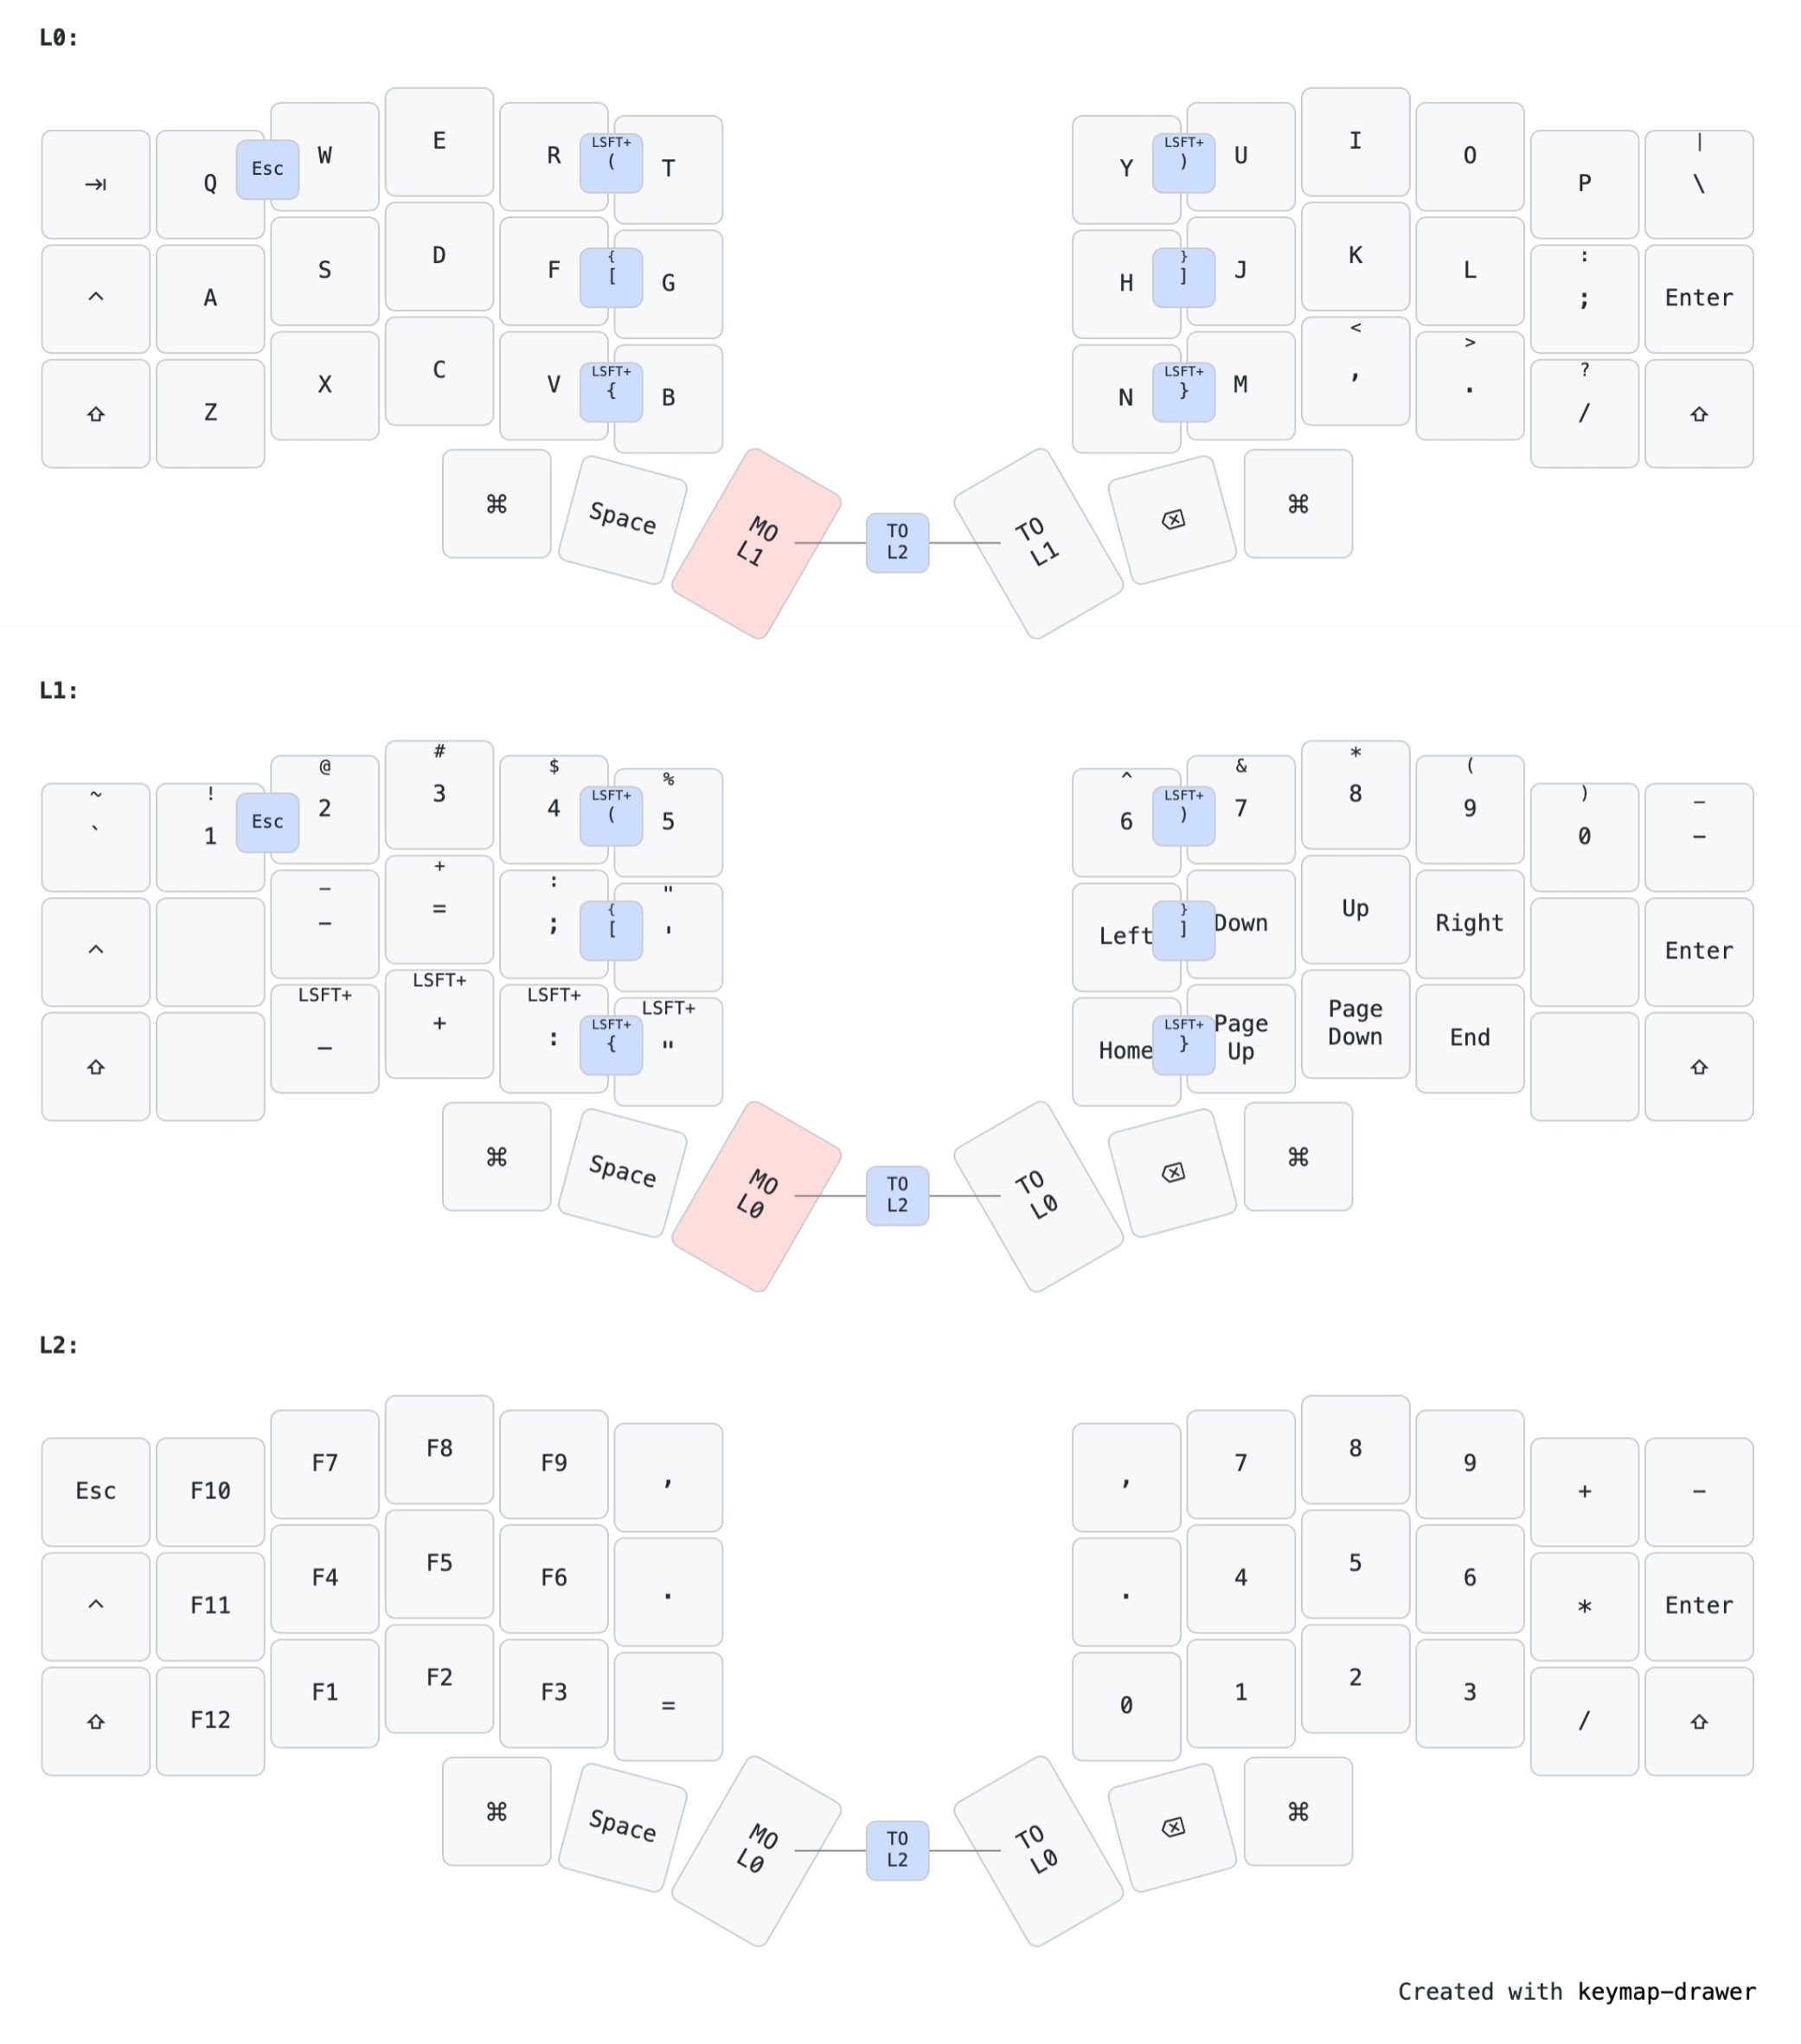 L0:
⇥ Q Esc W E R LSFT+ ( T Y LSFT+ ) U I O P | \
^ A S D F { [ G H } ] J K L : ; Enter
⇧ Z X C V LSFT+ { B N LSFT+ } M < , > . ? / ⇧
⌘ Space MO L1 TO L2 TO L1 ⌫ ⌘
L1:
~ ` ! 1 Esc @ 2 # 3 $ 4 LSFT+ ( % 5 ^ 6 LSFT+ ) & 7 * 8 ( 9 ) 0 _ -
^ _ - + = : ; { [ " ' Left } ] Down Up Right Enter
⇧ LSFT+ _ LSFT+ + LSFT+ : LSFT+ { LSFT+ " Home LSFT+ } Page Up Page Down End ⇧
⌘ Space MO L0 TO L2 TO L0 ⌫ ⌘
L2:
Esc F10 F7 F8 F9 , , 7 8 9 + -
^ F11 F4 F5 F6 . . 4 5 6 * Enter
⇧ F12 F1 F2 F3 = 0 1 2 3 / ⇧
⌘ Space MO L0 TO L2 TO L0 ⌫ ⌘
Created with keymap-drawer